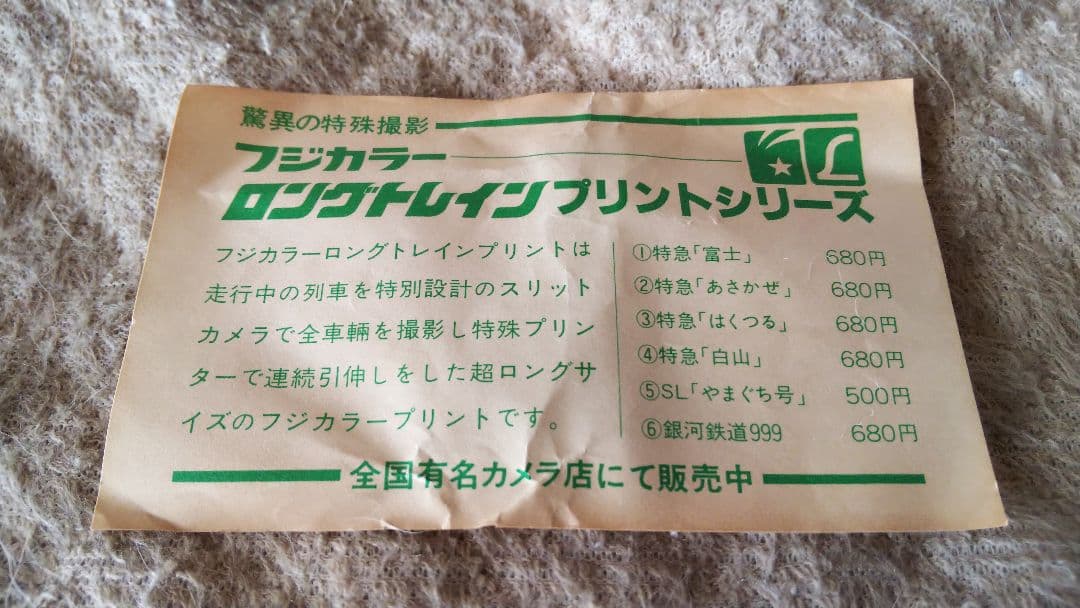 驚異の特殊撮影
フジカラー
ロングトレインプリントシリーズ
フジカラーロングトレインプリントは
走行中の列車を特別設計のスリット
カメラで全車輛を撮影し特殊プリン
ターで連続引伸しをした超ロングサ
イズのフジカラープリントです。
①特急「富士」 680円
②特急「あさかぜ」 680円
③特急「はくつる」 680円
④特急「白山」 680円
⑤SL「やまぐち号」 500円
⑥銀河鉄道999 680円
全国有名カメラ店にて販売中